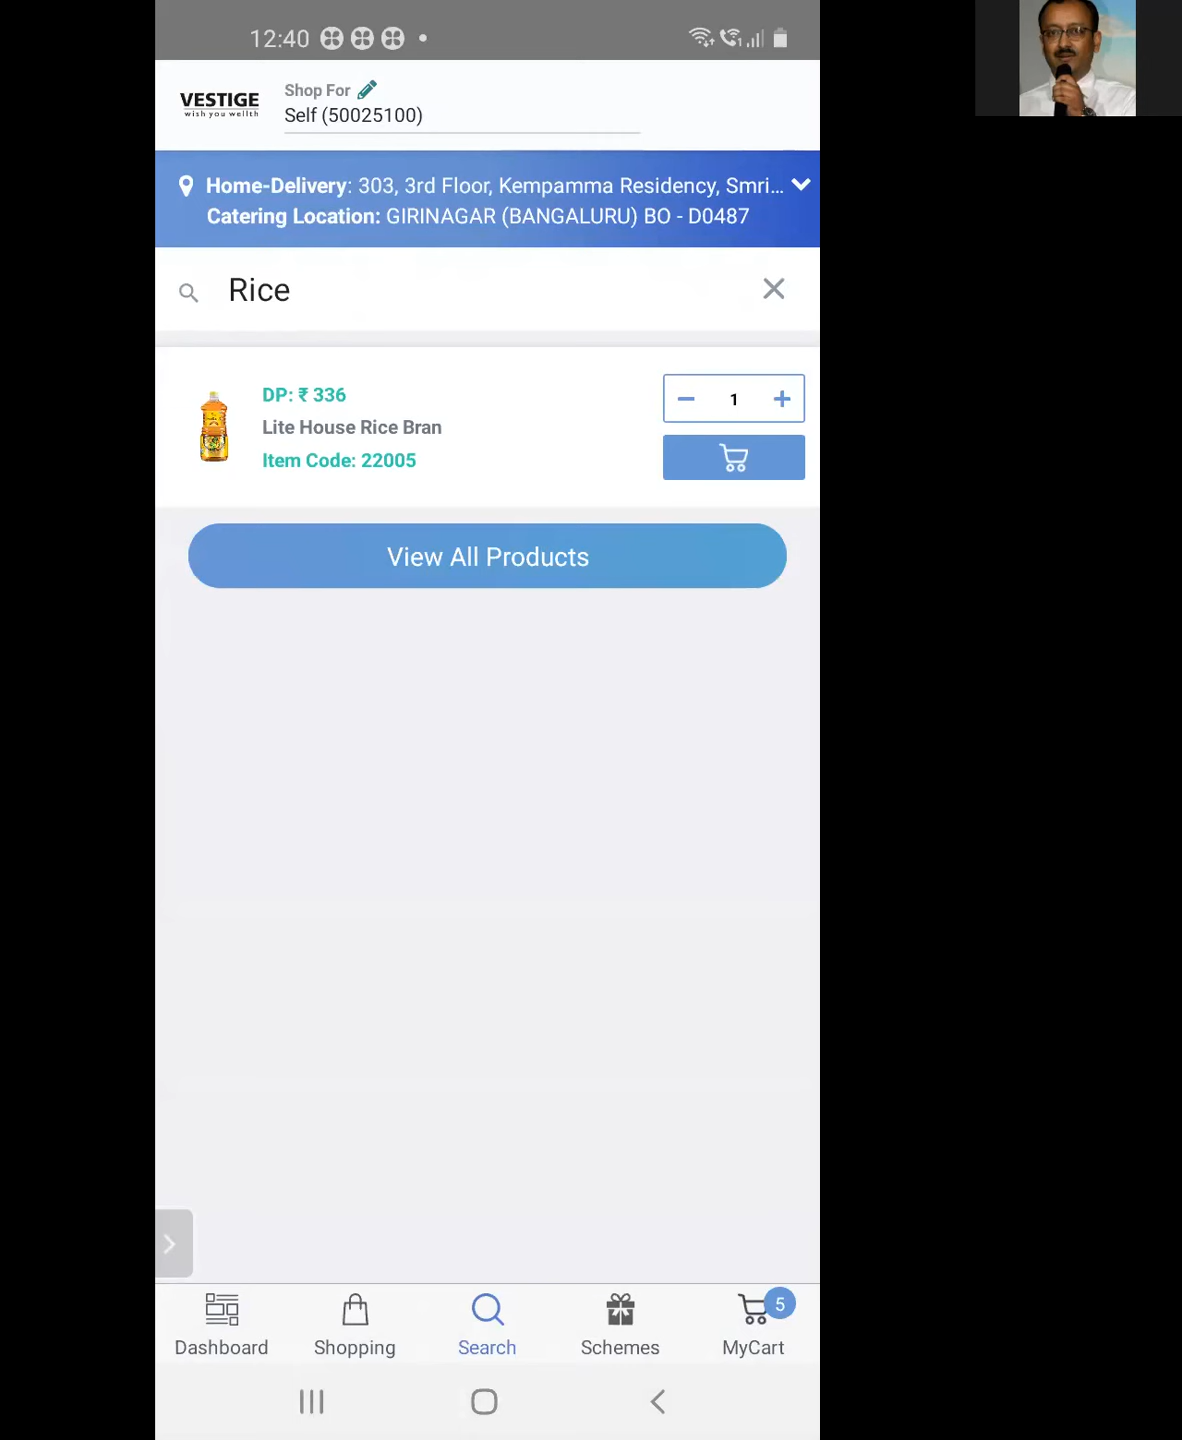 12:40
VESTIGE
wish you wellth
Shop For
Self (50025100)
Home-Delivery: 303, 3rd Floor, Kempamma Residency, Smri...
Catering Location: GIRINAGAR (BANGALURU) BO - D0487
Rice
DP: ₹ 336
Lite House Rice Bran
Item Code: 22005
1
View All Products
5
Dashboard
Shopping
Search
Schemes
MyCart